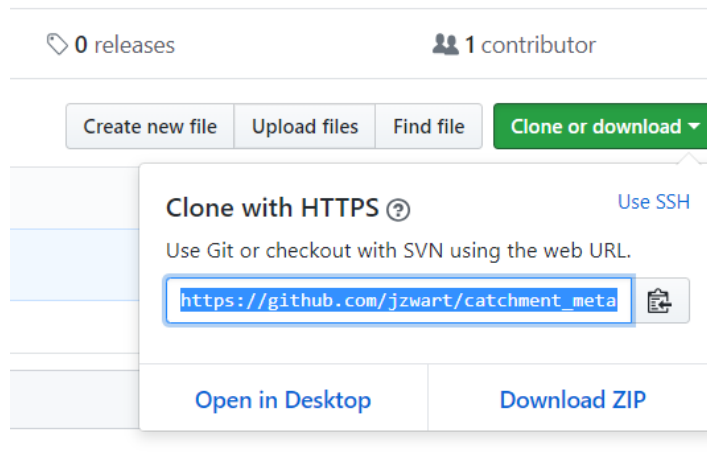 0 releases 1 contributor
Create new file Upload files Find file Clone or download
Clone with HTTPS Use SSH
Use Git or checkout with SVN using the web URL.
https://github.com/jzwart/catchment_meta
Open in Desktop Download ZIP